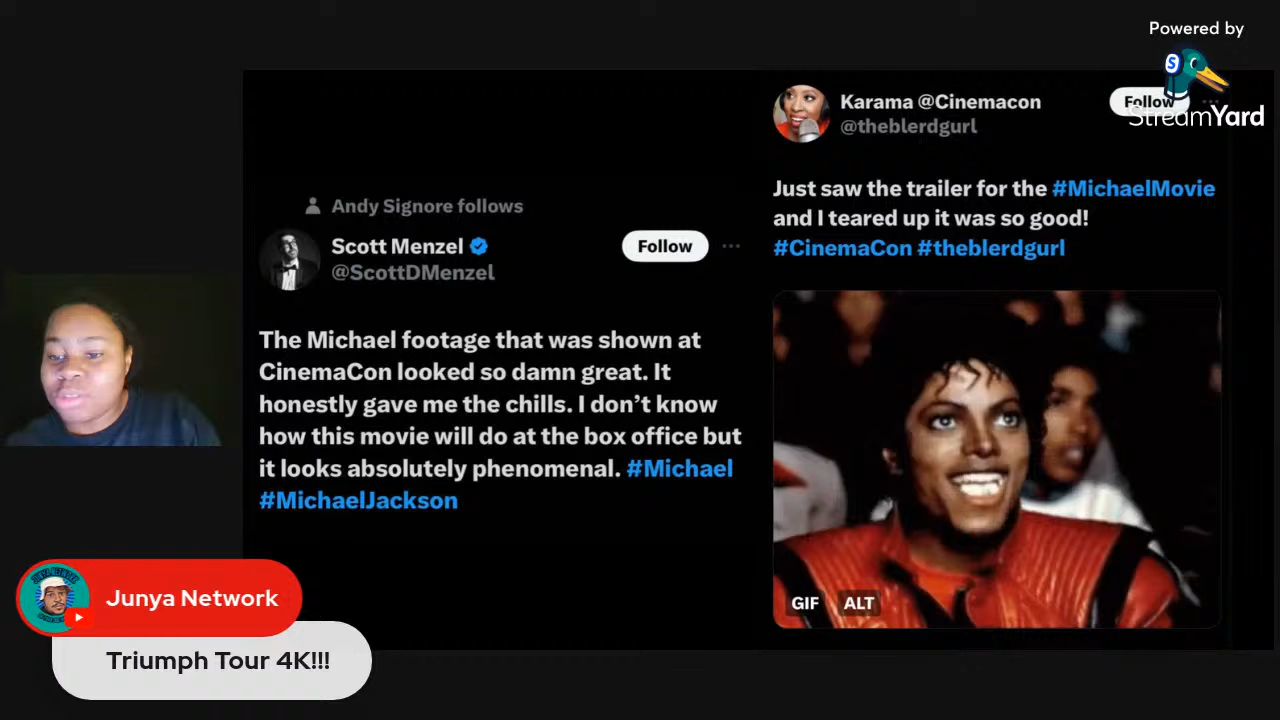 Powered by
StreamYard
Andy Signore follows
Scott Menzel
@ScottDMenzel
Follow
The Michael footage that was shown at
CinemaCon looked so damn great. It
honestly gave me the chills. I don’t know
how this movie will do at the box office but
it looks absolutely phenomenal. #Michael
#MichaelJackson
Karama @Cinemacon
@theblerdgurl
Follow
Just saw the trailer for the #MichaelMovie
and I teared up it was so good!
#CinemaCon #theblerdgurl
GIF ALT
Junya Network
Triumph Tour 4K!!!